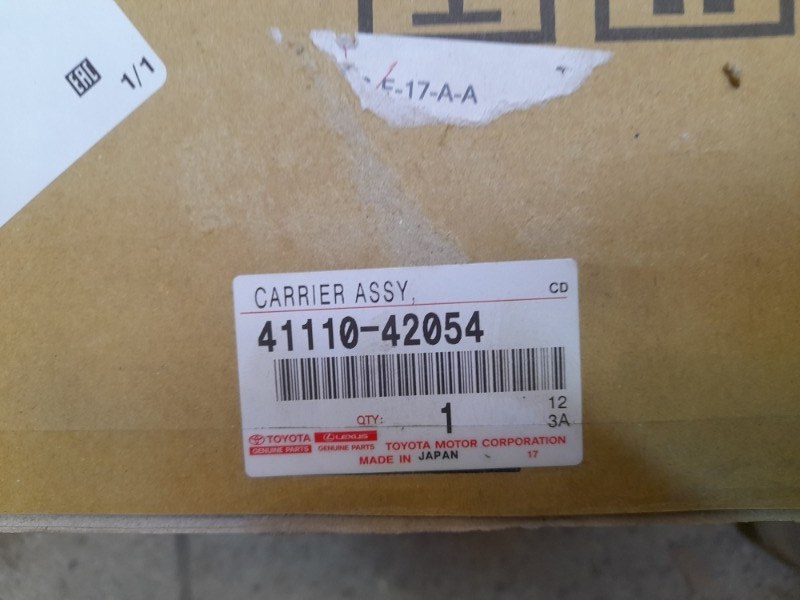 EAC
1/1
F-17-A-A
CARRIER ASSY, CD
41110-42054
12
QTY: 1 3A
TOYOTA LEXUS
GENUINE PARTS GENUINE PARTS TOYOTA MOTOR CORPORATION
MADE IN JAPAN 17